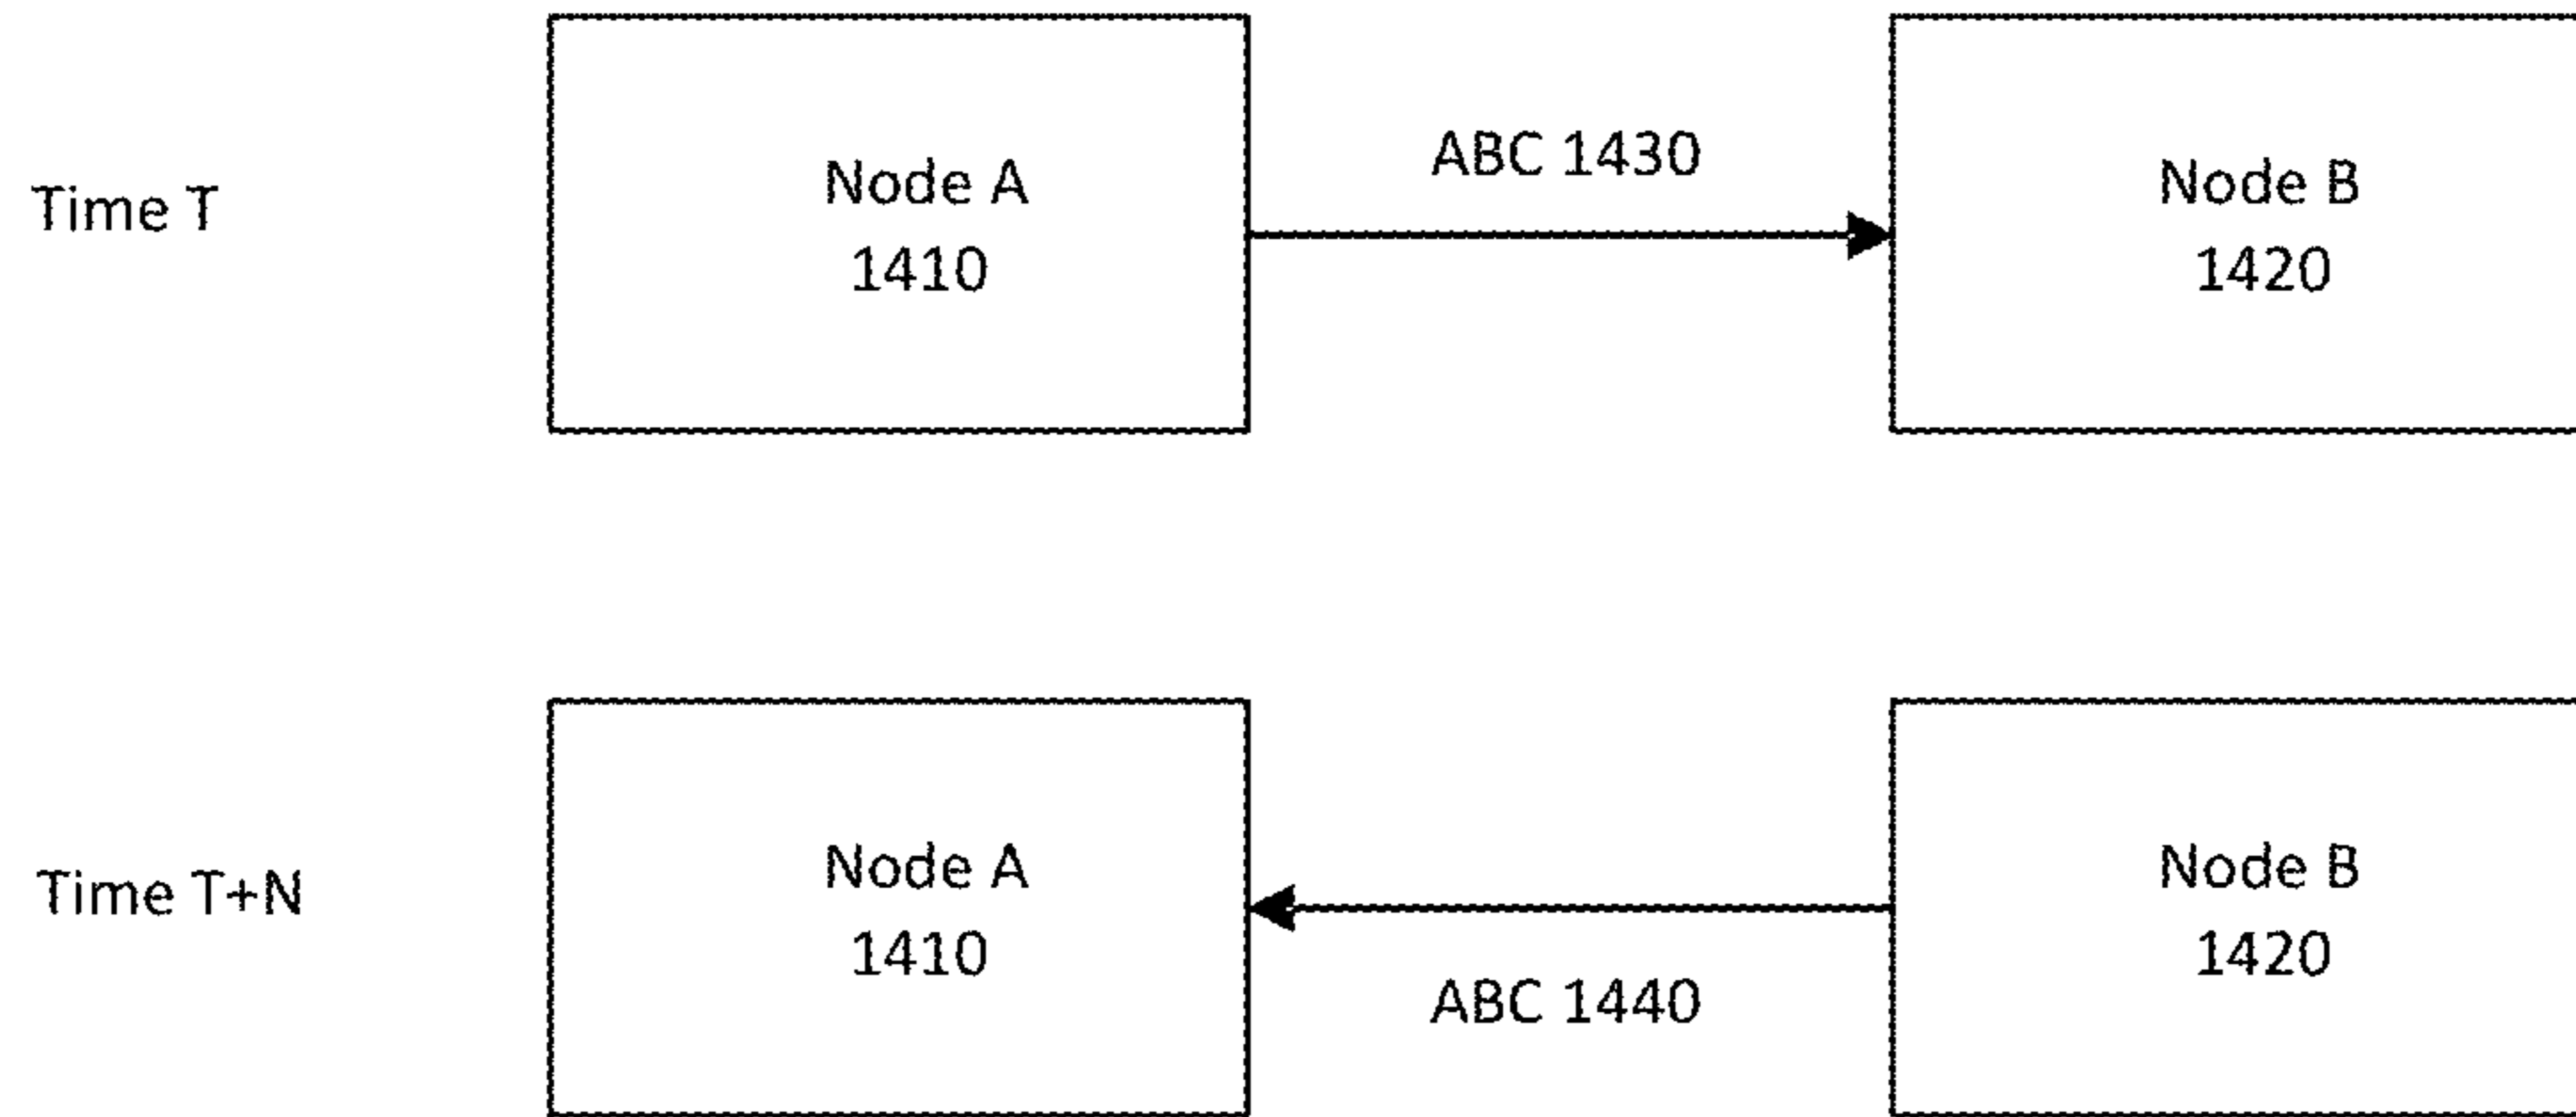 Time T
Node A
1410
ABC 1430
Node B
1420
Time T+N
Node A
1410
ABC 1440
Node B
1420